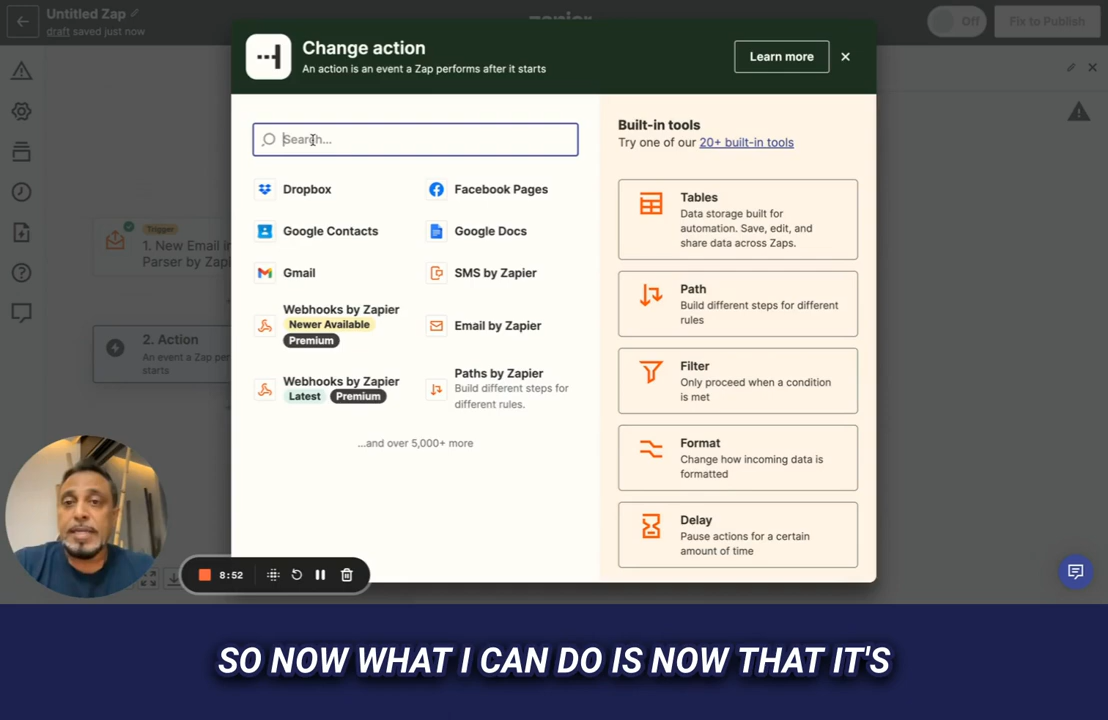 Untitled Zap
draft saved just now
Off
Fix to Publish
Change action
An action is an event a Zap performs after it starts
Learn more
Search...
Dropbox
Facebook Pages
Google Contacts
Google Docs
Gmail
SMS by Zapier
Webhooks by Zapier
Newer Available
Premium
Email by Zapier
Webhooks by Zapier
Latest Premium
Paths by Zapier
Build different steps for
different rules.
...and over 5,000+ more
Built-in tools
Try one of our 20+ built-in tools
Tables
Data storage built for
automation. Save, edit, and
share data across Zaps.
Path
Build different steps for different
rules
Filter
Only proceed when a condition
is met
Format
Change how incoming data is
formatted
Delay
Pause actions for a certain
amount of time
Trigger
1. New Email in
Parser by Zapi
2. Action
An event a Zap perform
starts
8:52
SO NOW WHAT I CAN DO IS NOW THAT IT'S